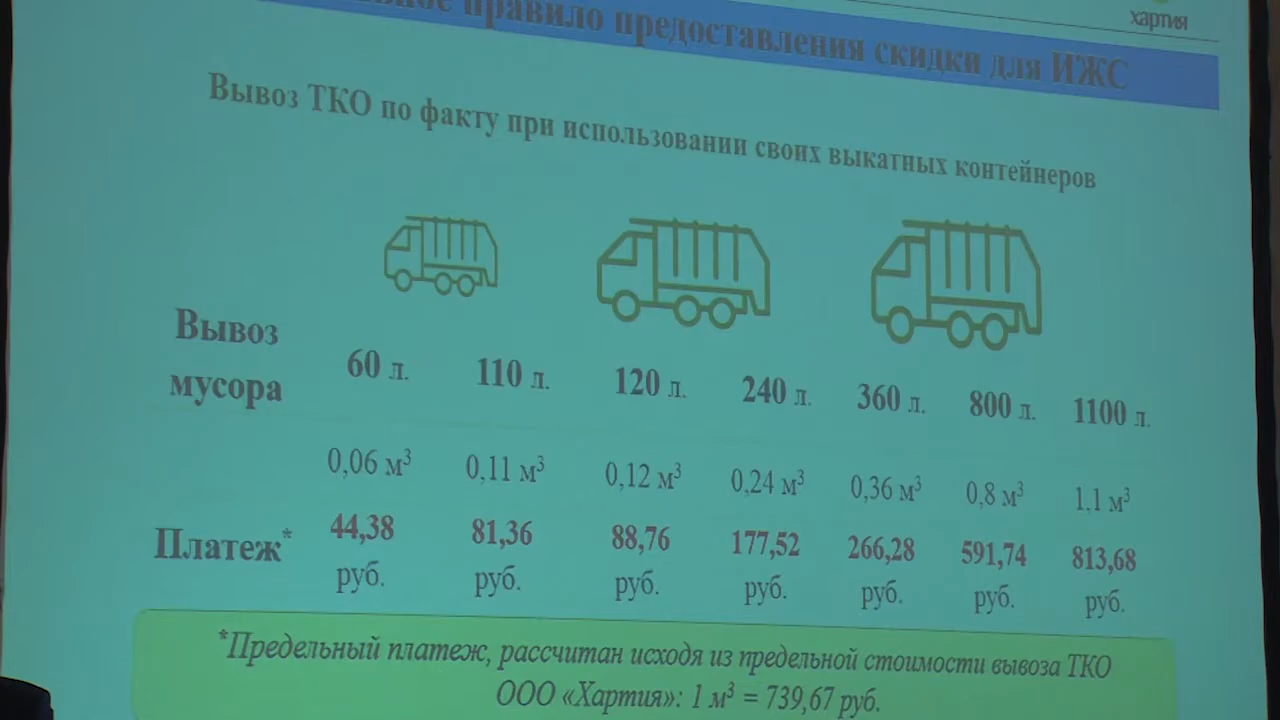 хартия
правило предоставления скидки для ИЖС
Вывоз ТКО по факту при использовании своих выкатных контейнеров
Вывоз мусора
60 л. 110 л. 120 л. 240 л. 360 л. 800 л. 1100 л.
0,06 м³ 0,11 м³ 0,12 м³ 0,24 м³ 0,36 м³ 0,8 м³ 1,1 м³
Платеж*
44,38 81,36 88,76 177,52 266,28 591,74 813,68
руб. руб. руб. руб. руб. руб. руб.
*Предельный платеж, рассчитан исходя из предельной стоимости вывоза ТКО
ООО «Хартия»: 1 м³ = 739,67 руб.